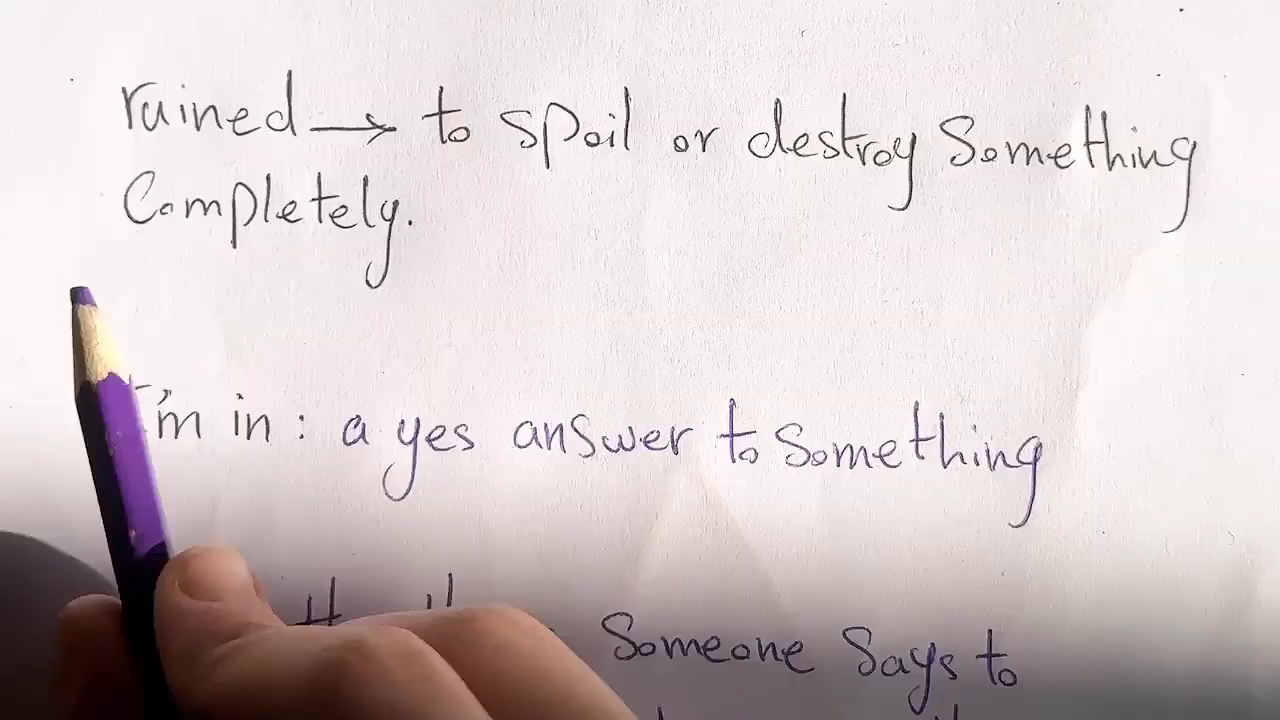 ruined → to spoil or destroy Something
Completely.
I'm in : a yes answer to Something
Someone Says to